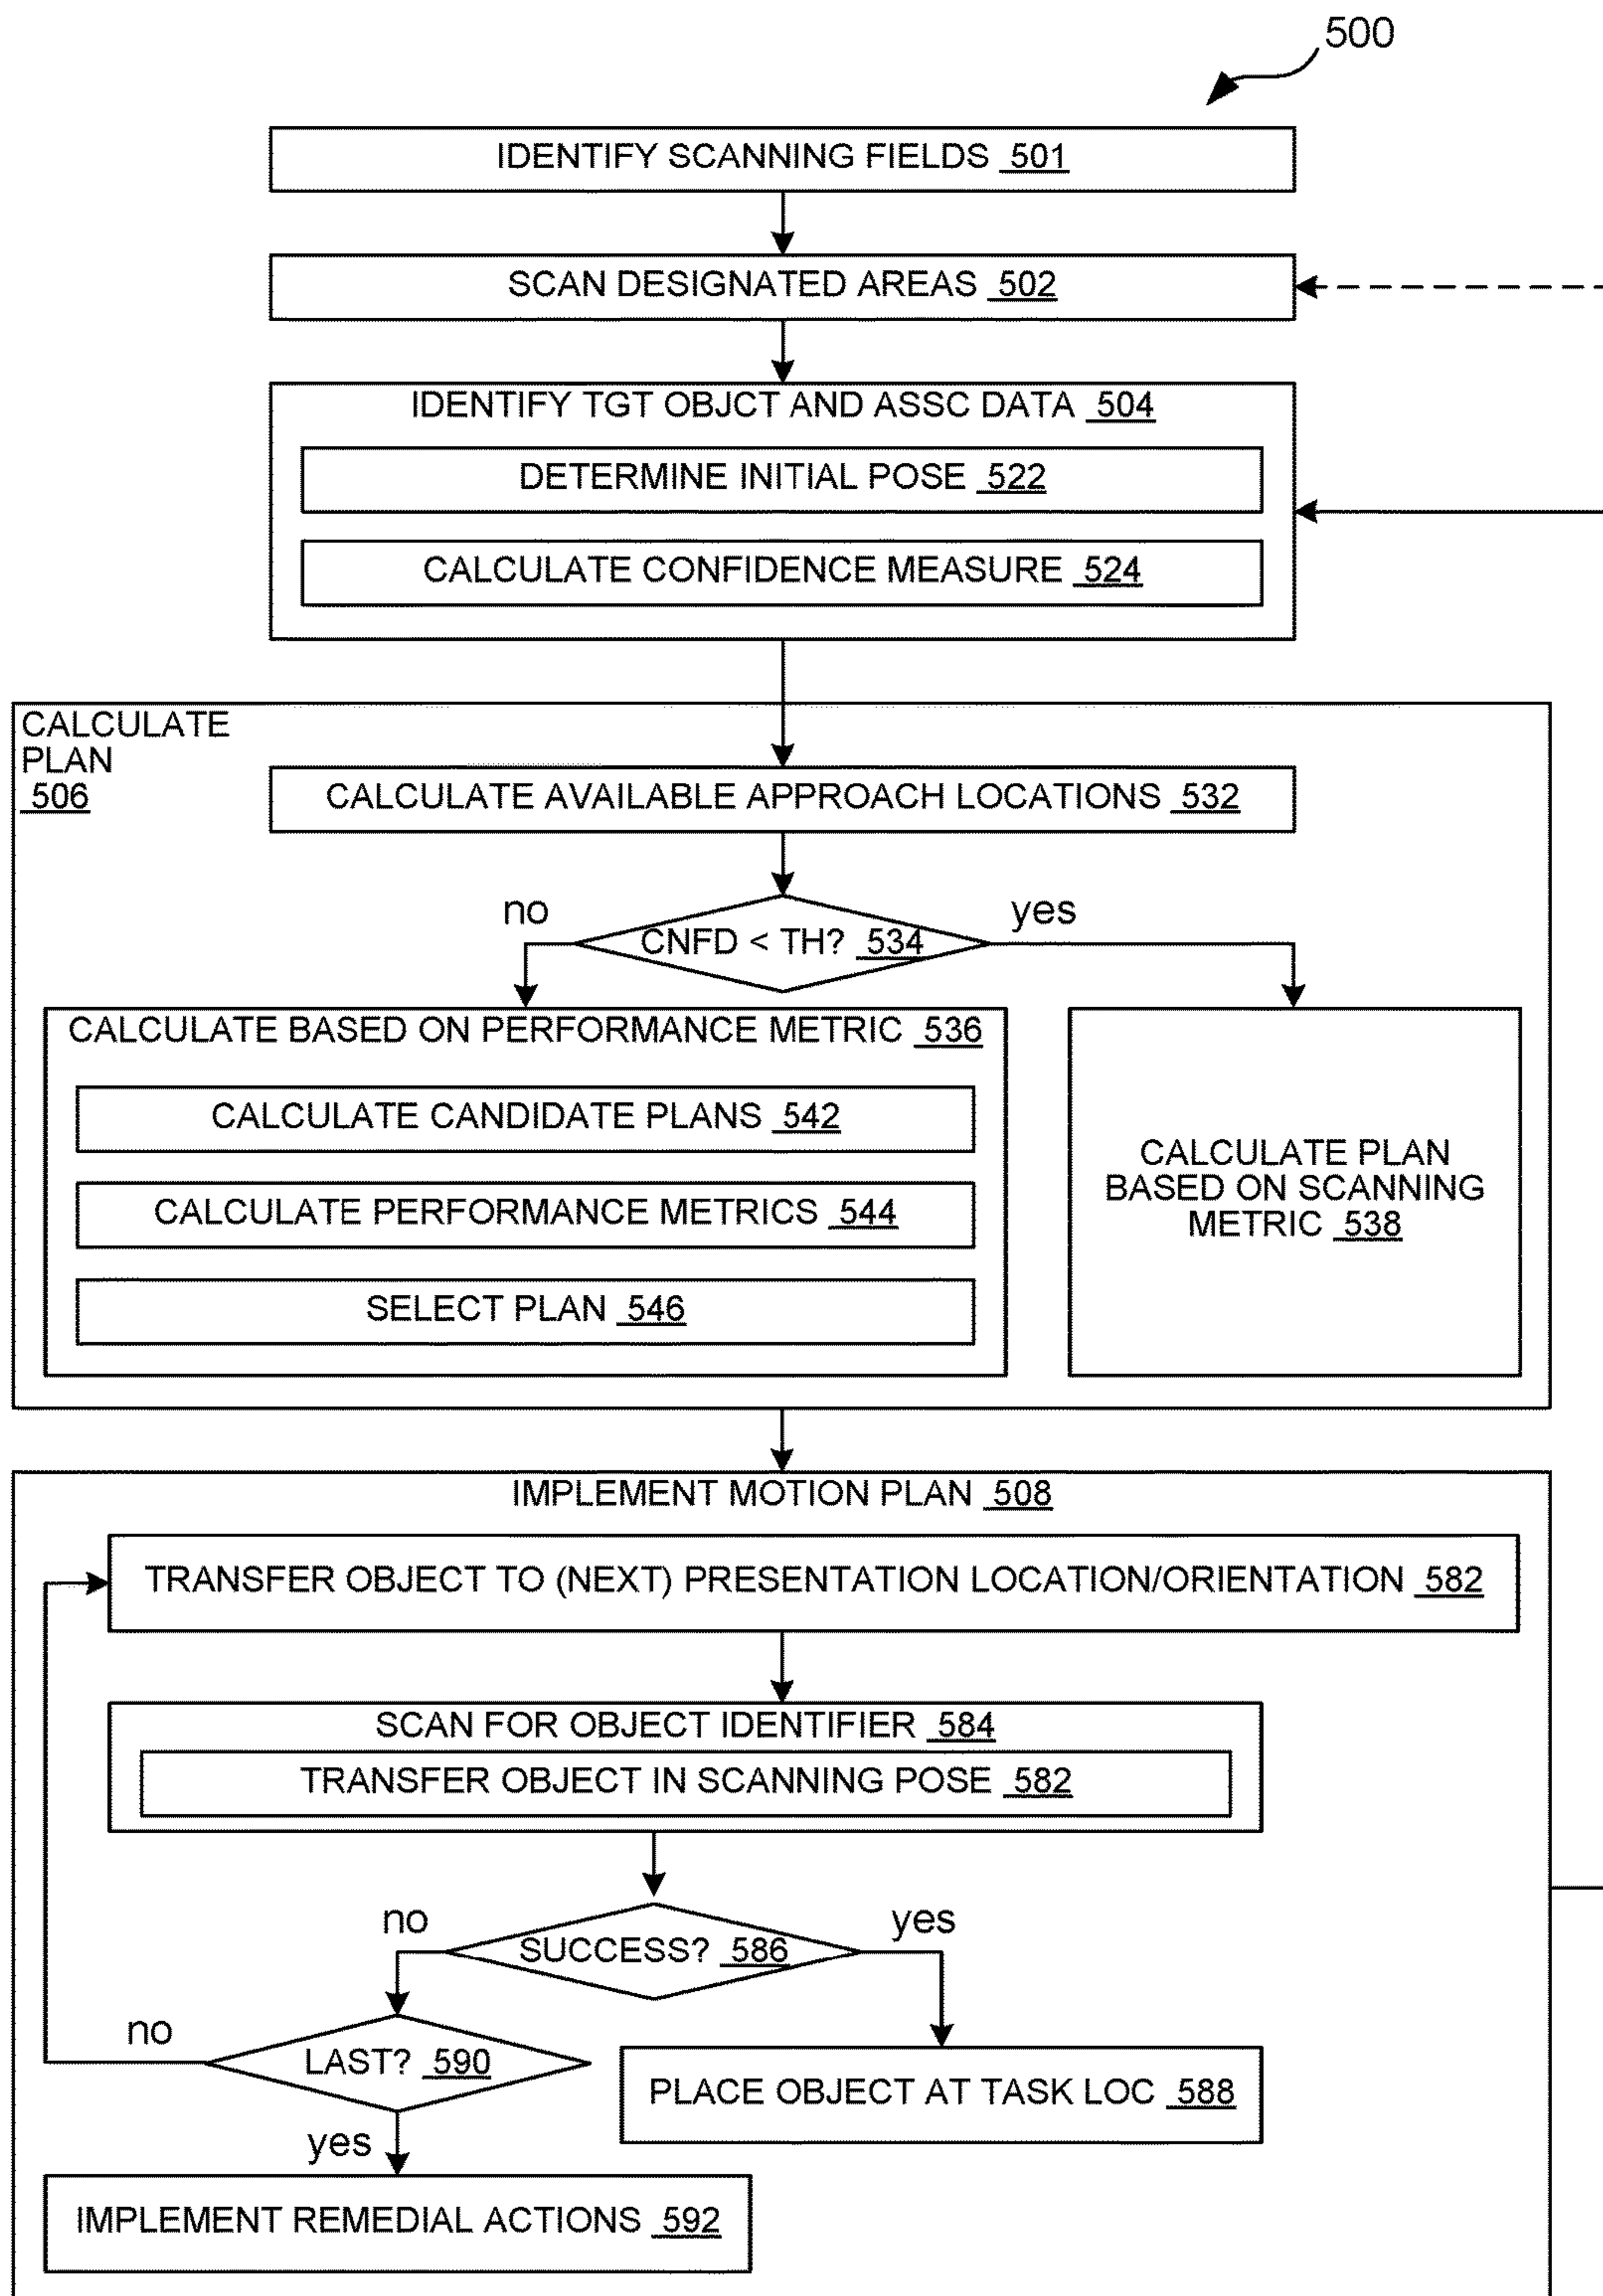 500
IDENTIFY SCANNING FIELDS 501
SCAN DESIGNATED AREAS 502
IDENTIFY TGT OBJCT AND ASSC DATA 504
DETERMINE INITIAL POSE 522
CALCULATE CONFIDENCE MEASURE 524
CALCULATE
PLAN
506
CALCULATE AVAILABLE APPROACH LOCATIONS 532
no
yes
CNFD < TH? 534
CALCULATE BASED ON PERFORMANCE METRIC 536
CALCULATE CANDIDATE PLANS 542
CALCULATE PERFORMANCE METRICS 544
SELECT PLAN 546
CALCULATE PLAN
BASED ON SCANNING
METRIC 538
IMPLEMENT MOTION PLAN 508
TRANSFER OBJECT TO (NEXT) PRESENTATION LOCATION/ORIENTATION 582
SCAN FOR OBJECT IDENTIFIER 584
TRANSFER OBJECT IN SCANNING POSE 582
no
yes
SUCCESS? 586
no
LAST? 590
PLACE OBJECT AT TASK LOC 588
yes
IMPLEMENT REMEDIAL ACTIONS 592